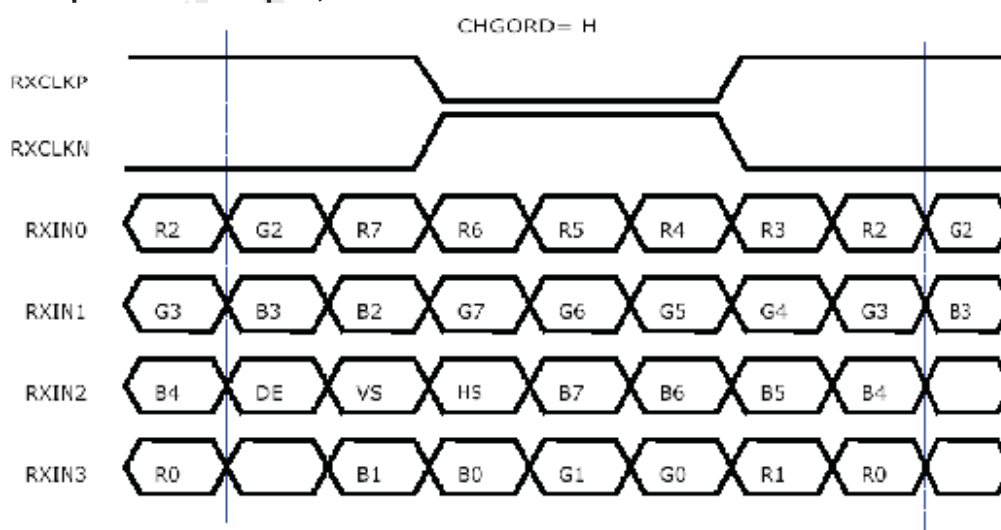 CHGORD= H
RXCLKP
RXCLKN
RXIN0 R2 G2 R7 R6 R5 R4 R3 R2 G2
RXIN1 G3 B3 B2 G7 G6 G5 G4 G3 B3
RXIN2 B4 DE VS HS B7 B6 B5 B4
RXIN3 R0 B1 B0 G1 G0 R1 R0